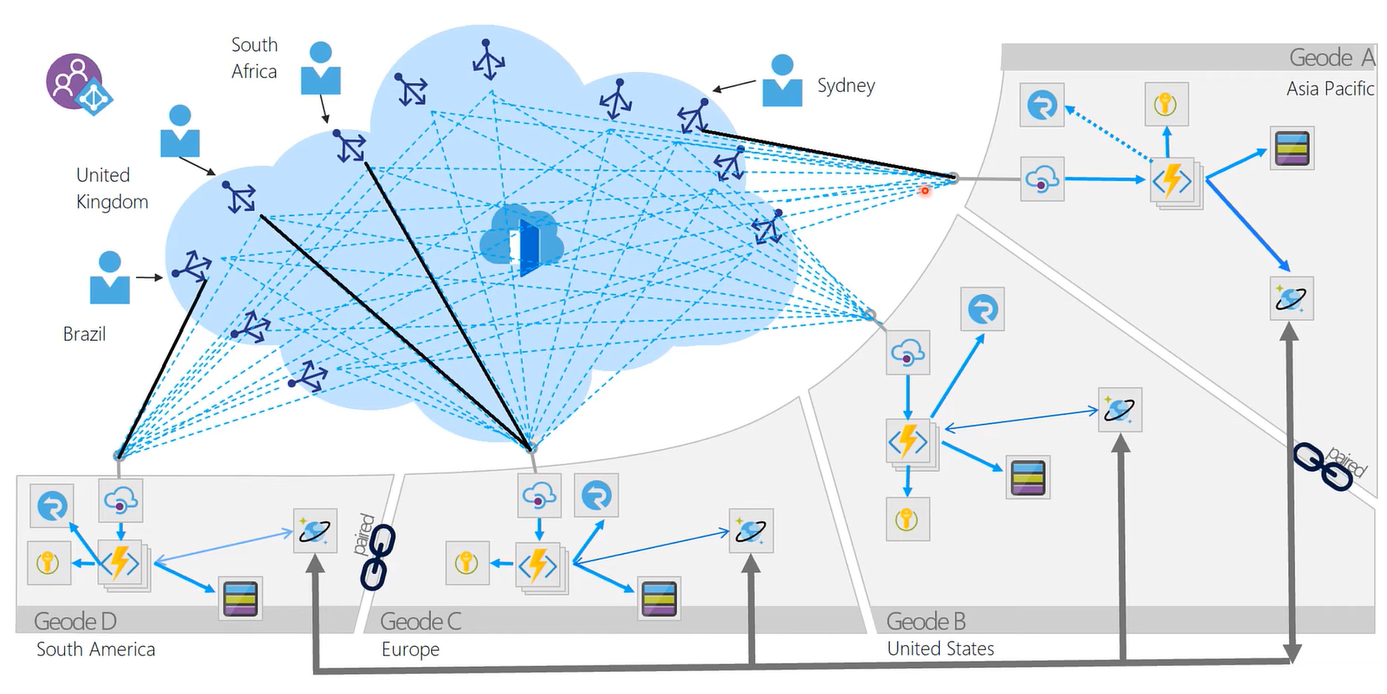 South
Africa
Sydney
United
Kingdom
Brazil
Geode A
Asia Pacific
paired
paired
Geode D
South America
Geode C
Europe
Geode B
United States